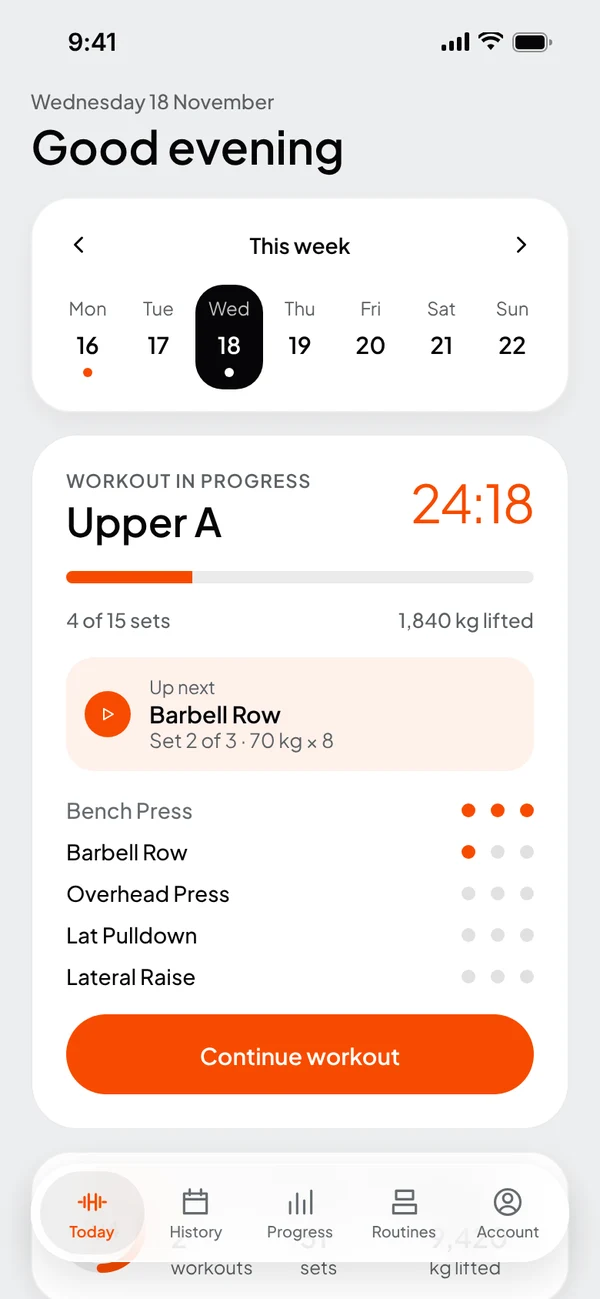 9:41
Wednesday 18 November
Good evening
This week
Mon Tue Wed Thu Fri Sat Sun
16 17 18 19 20 21 22
WORKOUT IN PROGRESS
Upper A
24:18
4 of 15 sets
1,840 kg lifted
Up next
Barbell Row
Set 2 of 3 · 70 kg × 8
Bench Press
Barbell Row
Overhead Press
Lat Pulldown
Lateral Raise
Continue workout
Today History Progress Routines Account
workouts sets kg lifted